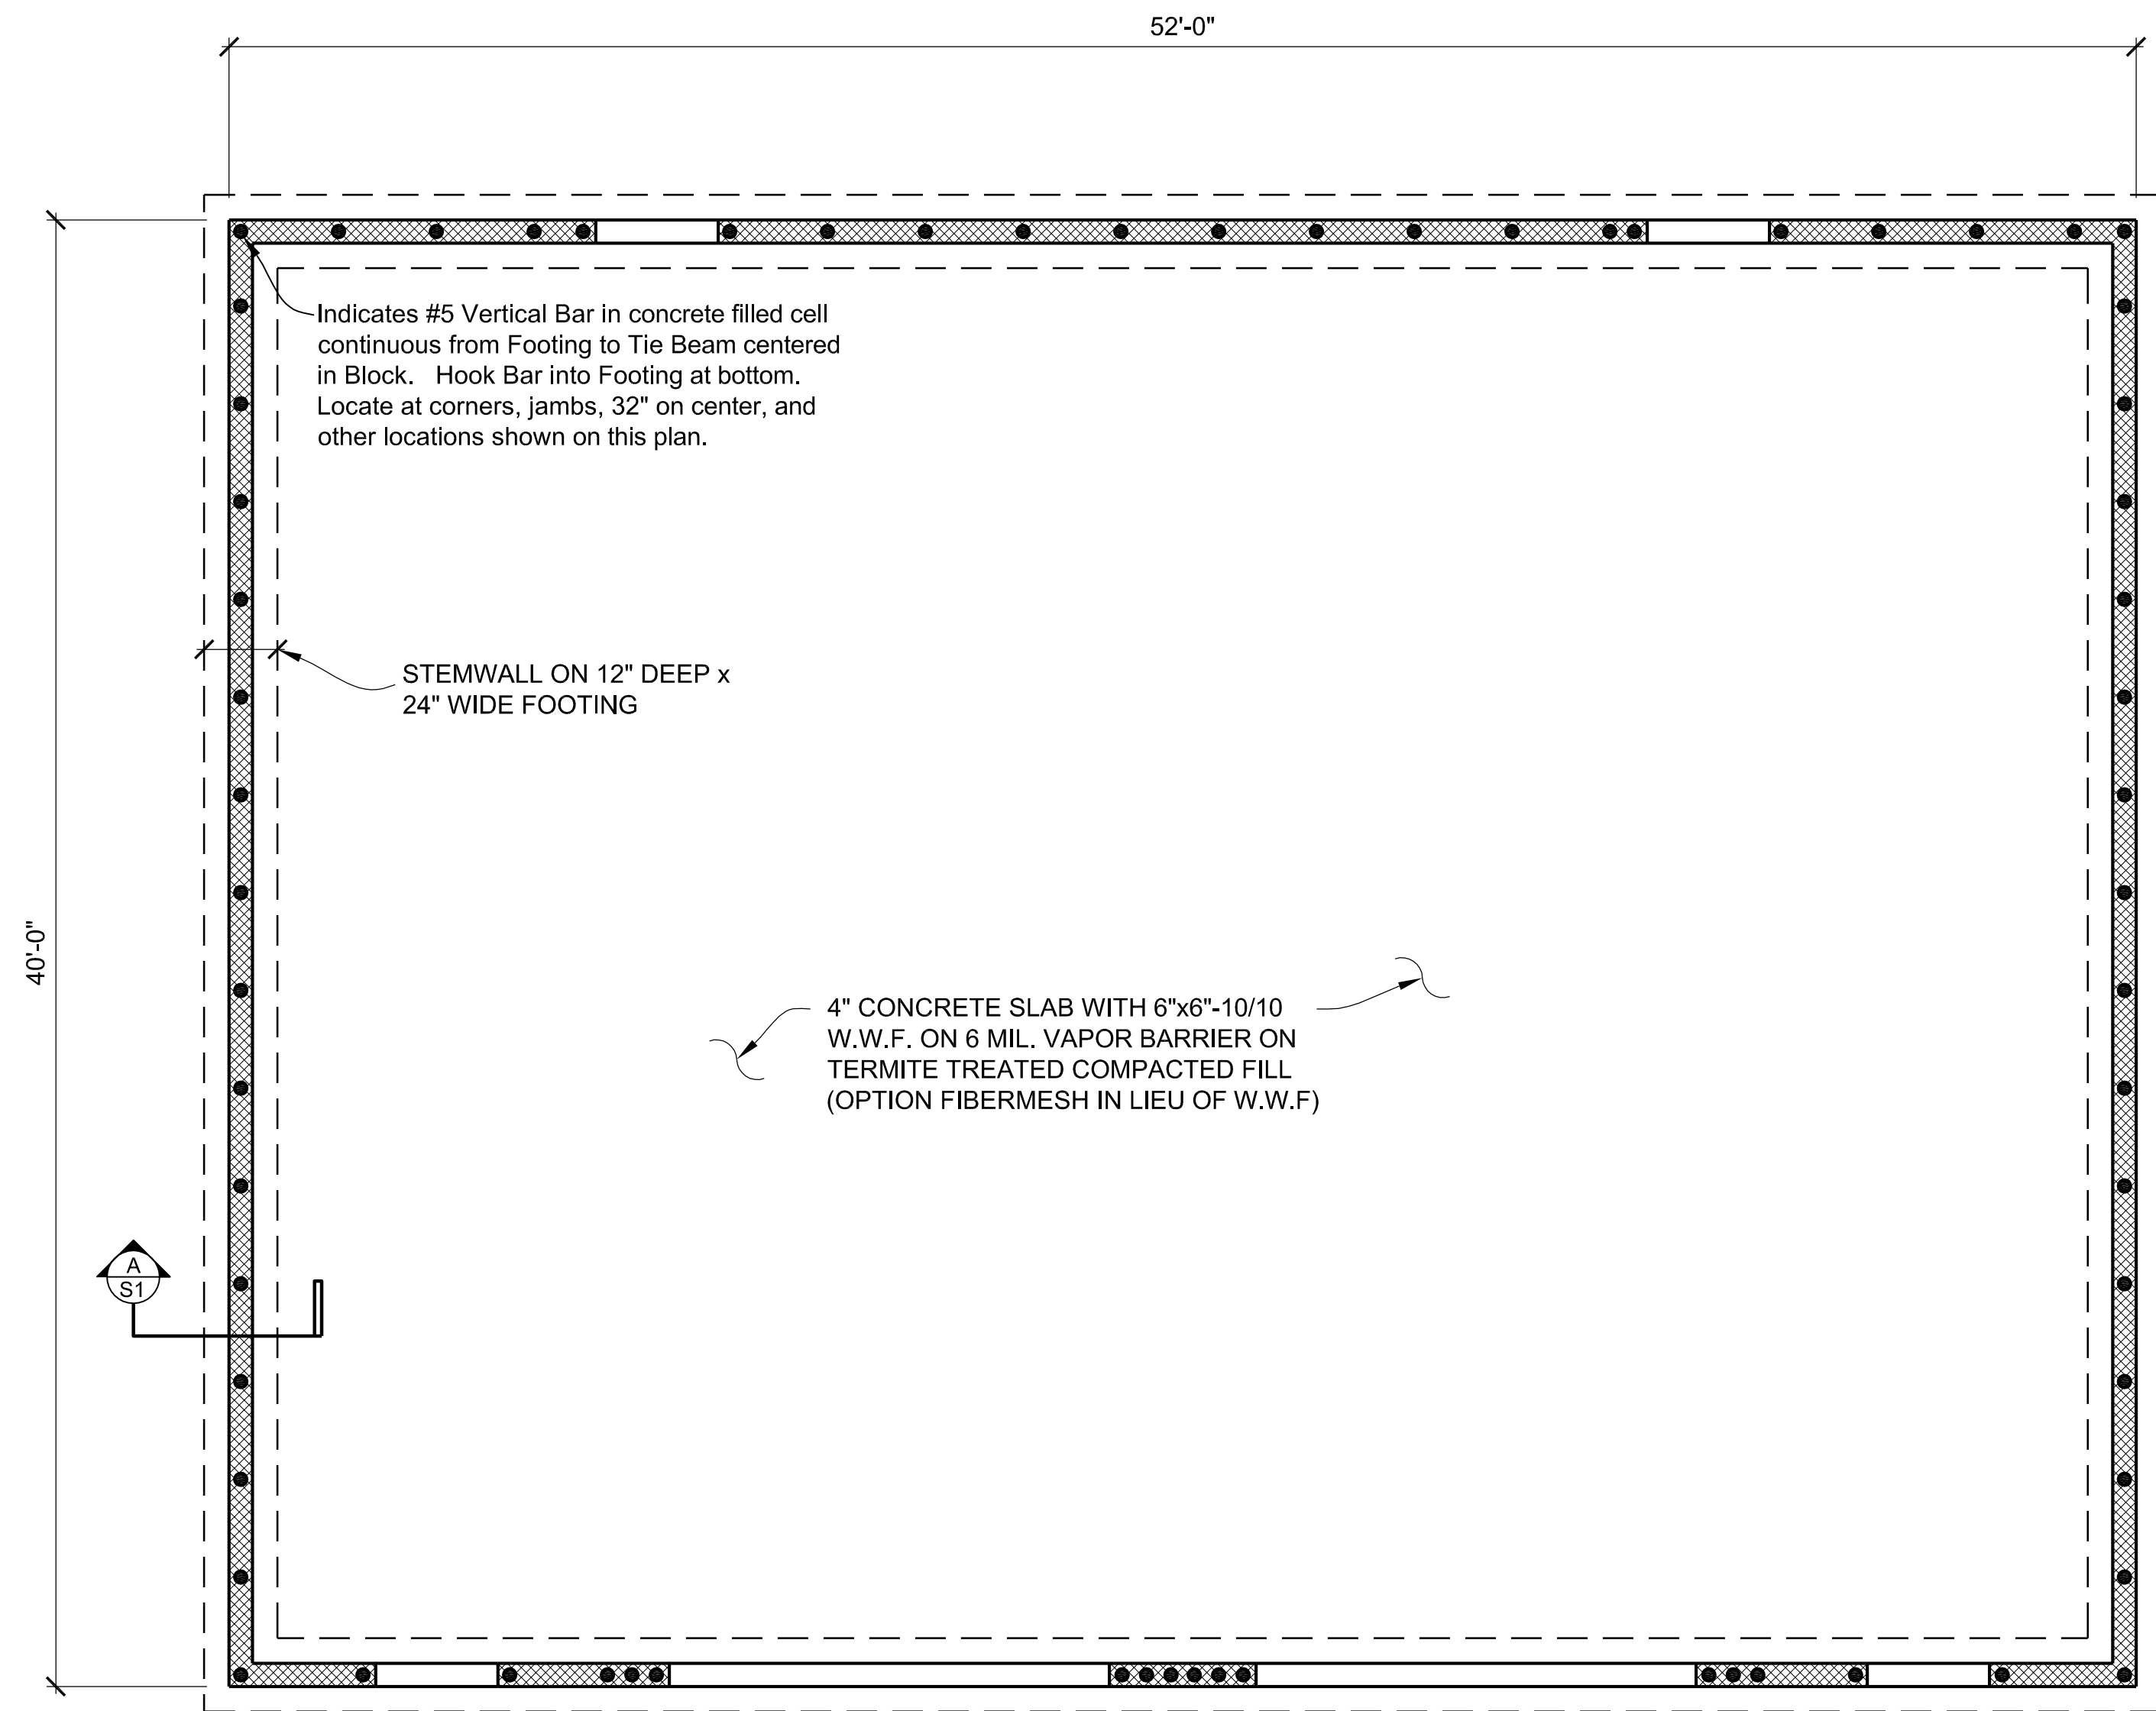 52'-0"
Indicates #5 Vertical Bar in concrete filled cell
continuous from Footing to Tie Beam centered
in Block. Hook Bar into Footing at bottom.
Locate at corners, jambs, 32" on center, and
other locations shown on this plan.
STEMWALL ON 12" DEEP x
24" WIDE FOOTING
40'-0"
4" CONCRETE SLAB WITH 6"x6"-10/10
W.W.F. ON 6 MIL. VAPOR BARRIER ON
TERMITE TREATED COMPACTED FILL
(OPTION FIBERMESH IN LIEU OF W.W.F)
A
S1